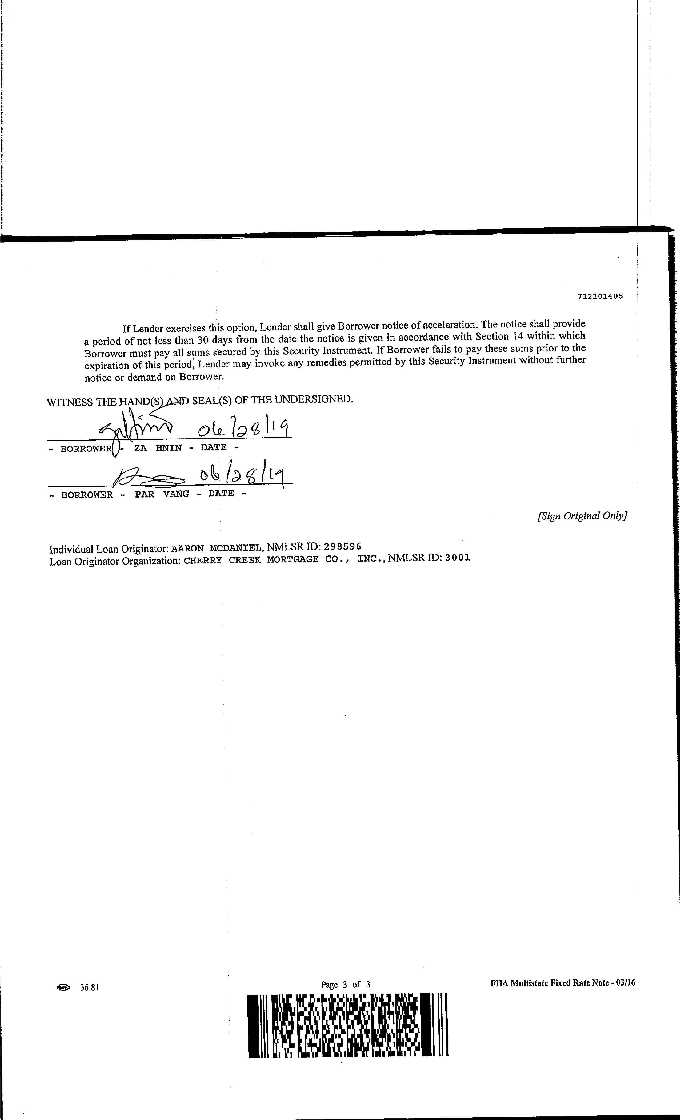 712101405
If Lender exercises this option, Lender shall give Borrower notice of acceleration. The notice shall provide
a period of not less than 30 days from the date the notice is given in accordance with Section 14 within which
Borrower must pay all sums secured by this Security Instrument. If Borrower fails to pay these sums prior to the
expiration of this period, Lender may invoke any remedies permitted by this Security Instrument without further
notice or demand on Borrower.
WITNESS THE HAND(S) AND SEAL(S) OF THE UNDERSIGNED.
06/28/19
- BORROWER - ZA HNIN - DATE -
06/28/19
- BORROWER - PAR VANG - DATE -
[Sign Original Only]
Individual Loan Originator: AARON MCDANIEL, NMLSR ID: 298596
Loan Originator Organization: CHERRY CREEK MORTGAGE CO., INC., NMLSR ID: 3001
36.81
Page 3 of 3
FHA Multistate Fixed Rate Note - 03/16